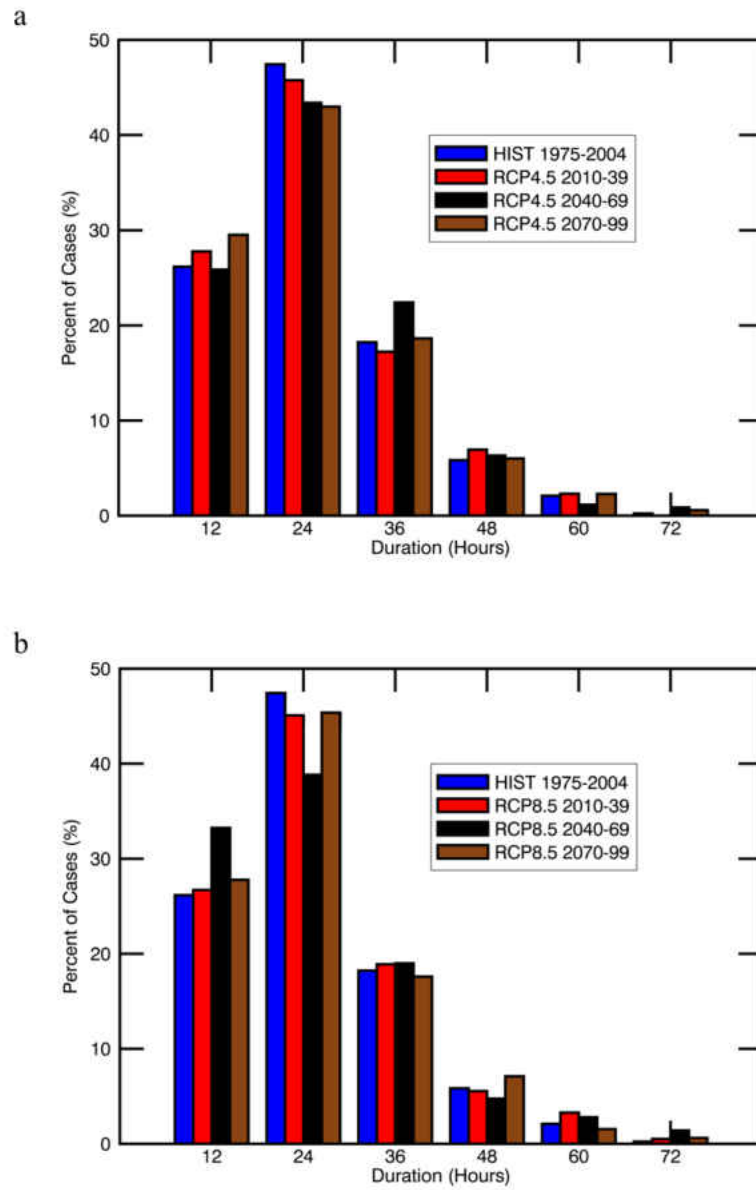 a
50
40
30
20
10
0
Percent of Cases (%)
HIST 1975-2004
RCP4.5 2010-39
RCP4.5 2040-69
RCP4.5 2070-99
12 24 36 48 60 72
Duration (Hours)
b
50
40
30
20
10
0
Percent of Cases (%)
HIST 1975-2004
RCP8.5 2010-39
RCP8.5 2040-69
RCP8.5 2070-99
12 24 36 48 60 72
Duration (Hours)